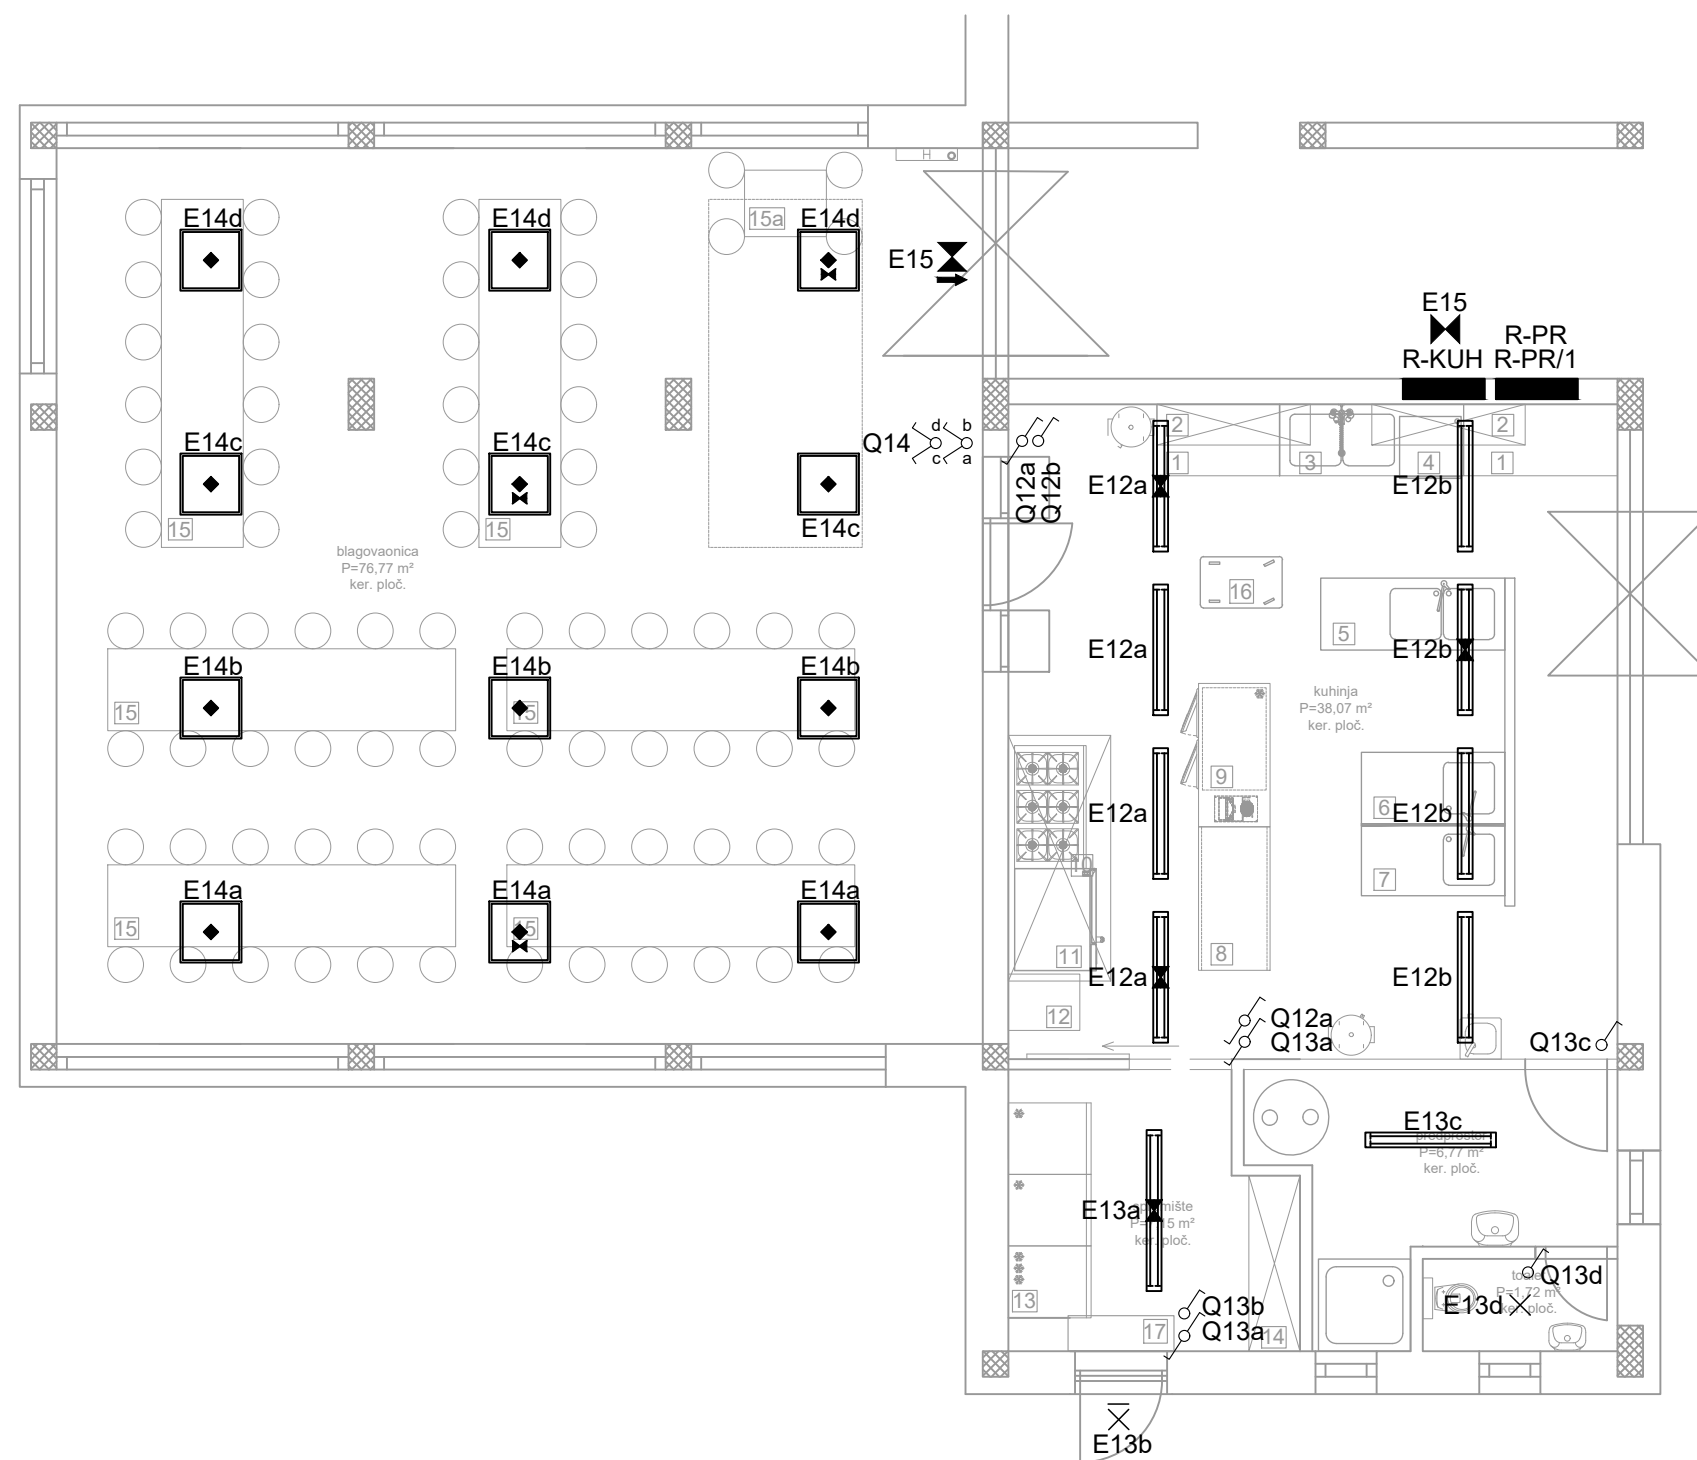 15a
H
E14d
E14d
E14d
E15
E15
R-PR
R-KUH
R-PR/1
d
b
Q14
c
a
Q12a
Q12b
2
1
3
4
2
1
E14c
E14c
E14c
15
15
E12a
E12b
blagovaonica
P=76,77 m²
ker. ploč.
16
5
E14b
E14b
E14b
15
15
E12a
E12b
kuhinja
P=38,07 m²
ker. ploč.
9
6
7
E12a
E12b
10
E14a
E14a
E14a
15
15
11
8
E12a
E12b
12
Q12a
Q13a
Q13c
E13c
P=6,77 m²
ker. ploč.
E13a
ker. ploč.
13
17
14
Q13b
Q13a
Q13d
P=1,72 m²
E13d
ker. ploč.
E13b